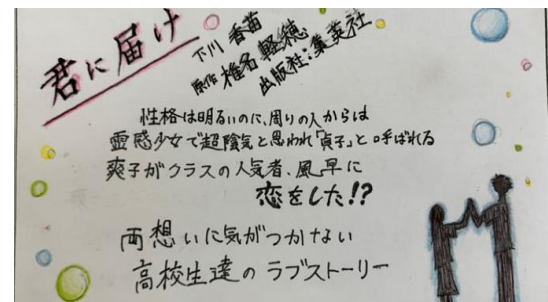 君に届け
下川 香苗
原作 椎名軽穂
出版社:集英社
性格は明るいのに、周りの人からは
霊感少女で超陰気と思われ「貞子」と呼ばれる
爽子がクラスの人気者、風早に
恋をした!?
両想いに気がつかない
高校生達のラブストーリー